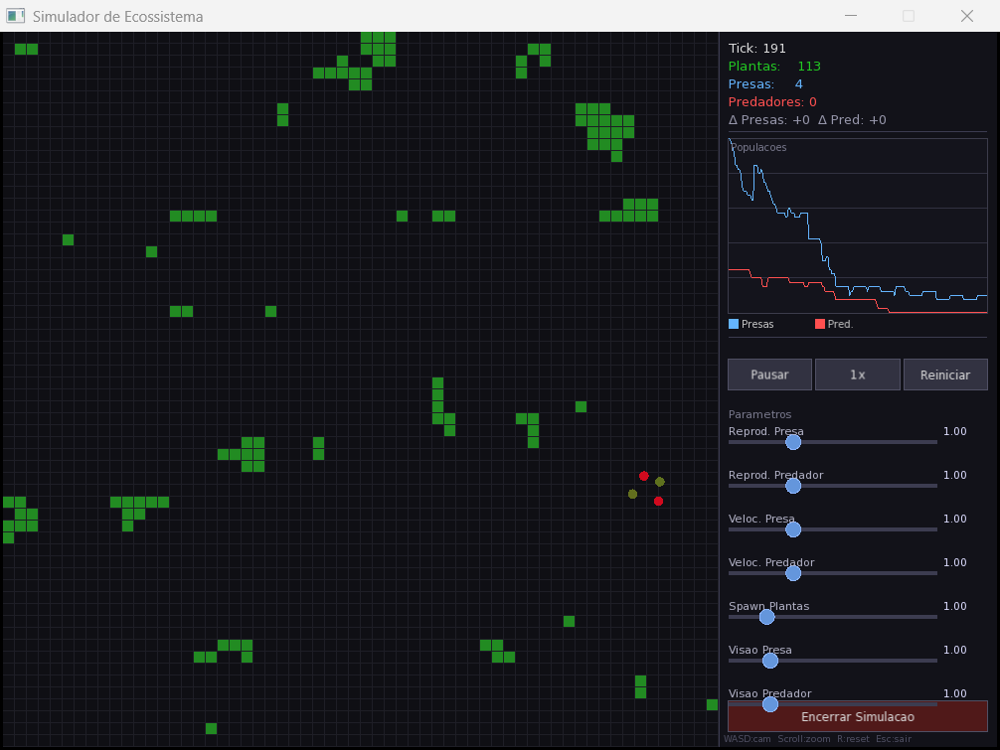 Simulador de Ecossistema
Tick: 191
Plantas: 113
Presas: 4
Predadores: 0
Δ Presas: +0 Δ Pred: +0
Populacoes
Presas Pred.
Pausar 1x Reiniciar
Parametros
Reprod. Presa 1.00
Reprod. Predador 1.00
Veloc. Presa 1.00
Veloc. Predador 1.00
Spawn Plantas 1.00
Visao Presa 1.00
Visao Predador 1.00
Encerrar Simulacao
WASD:cam Scroll:zoom R:reset Esc:sair